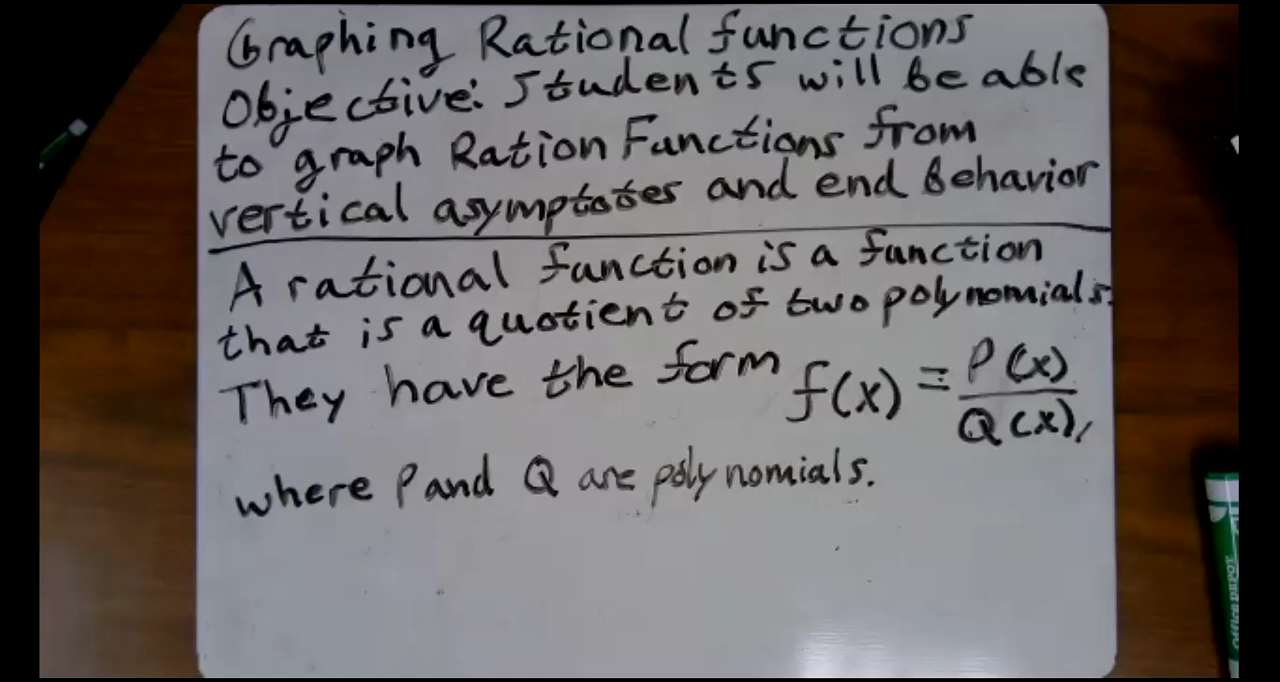 Graphing Rational functions
Objective: Students will be able
to graph Ration Functions from
vertical asymptotes and end Behavior
A rational function is a function
that is a quotient of two polynomials.
They have the form f(x) = P(x)/Q(x),
where P and Q are polynomials.